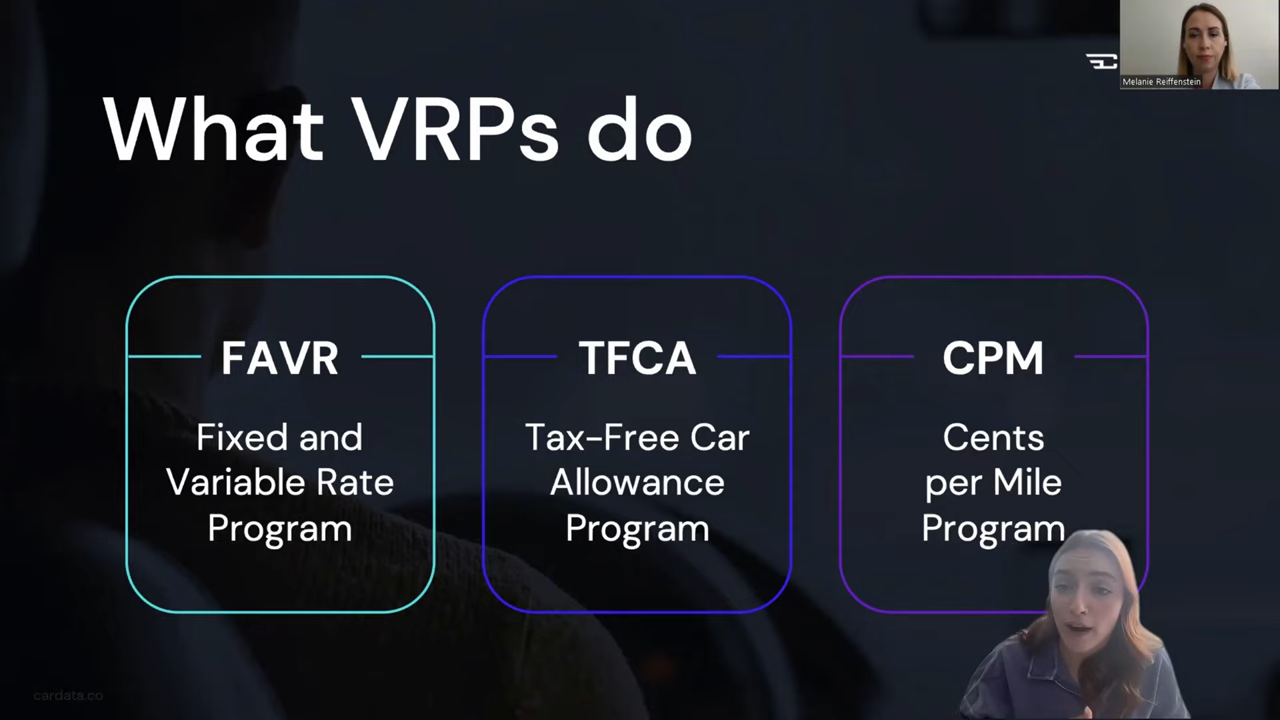 Melanie Reiffenstein
What VRPs do
FAVR
Fixed and
Variable Rate
Program
TFCA
Tax-Free Car
Allowance
Program
CPM
Cents
per Mile
Program
cardata.co